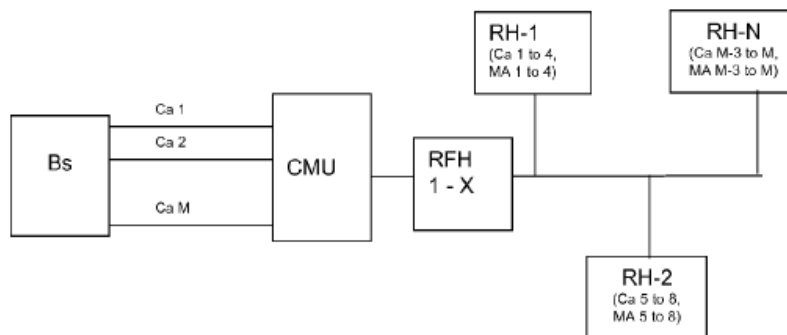 RH-1
(Ca 1 to 4,
MA 1 to 4)
RH-N
(Ca M-3 to M,
MA M-3 to M)
Ca 1
Ca 2
Ca M
Bs
CMU
RFH
1 - X
RH-2
(Ca 5 to 8,
MA 5 to 8)